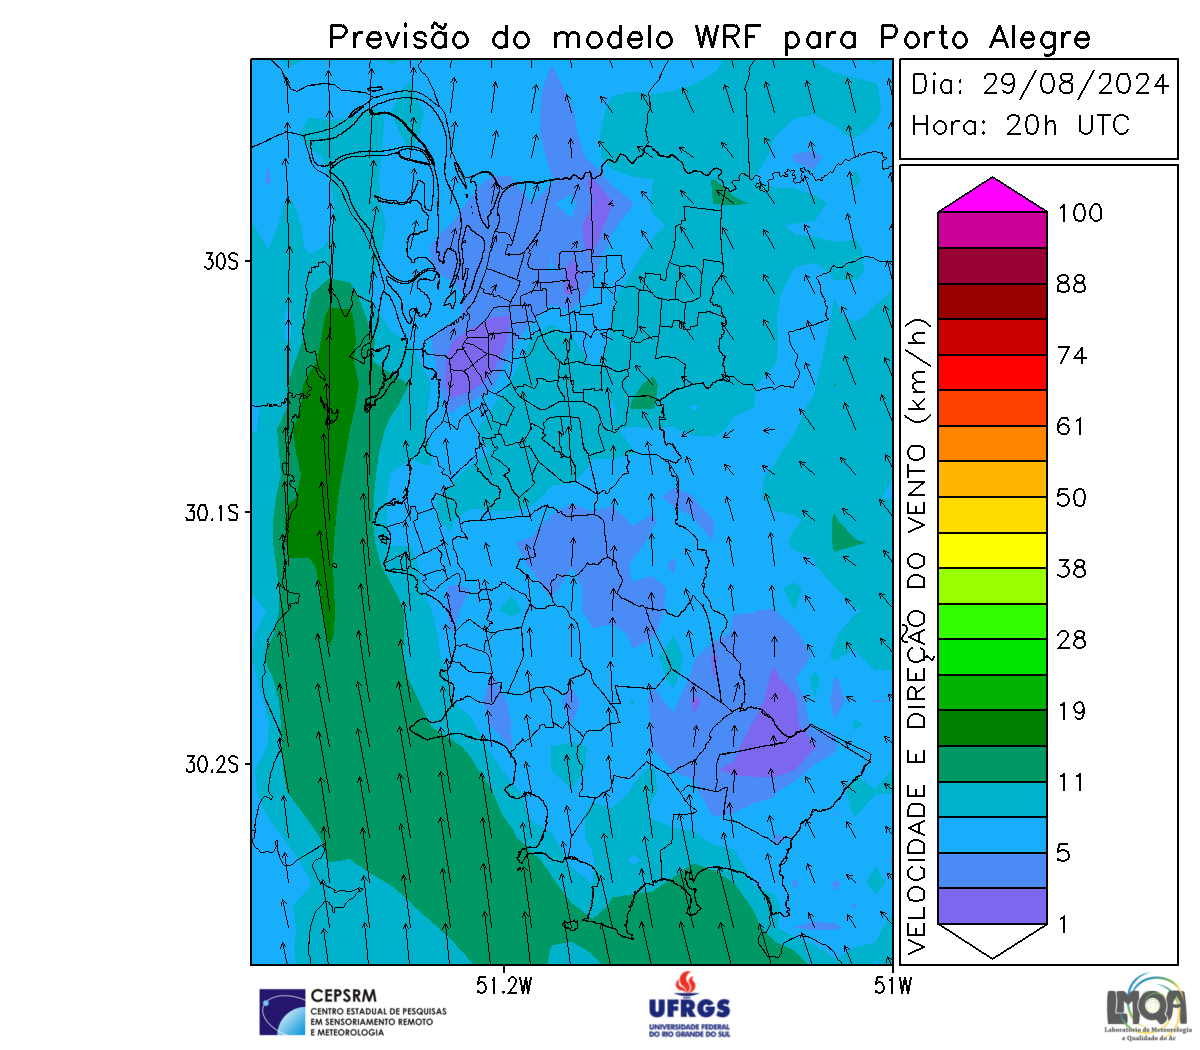 Previsão do modelo WRF para Porto Alegre
Dia: 29/08/2024
Hora: 20h UTC
100
88
74
61
50
38
28
19
11
5
1
VELOCIDADE E DIREÇÃO DO VENTO (km/h)
30S
30.1S
30.2S
51.2W
51W
CEPSRM
CENTRO ESTADUAL DE PESQUISAS
EM SENSORIAMENTO REMOTO
E METEOROLOGIA
UFRGS
UNIVERSIDADE FEDERAL
DO RIO GRANDE DO SUL
LMQA
Laboratório de Meteorologia
e Qualidade do Ar